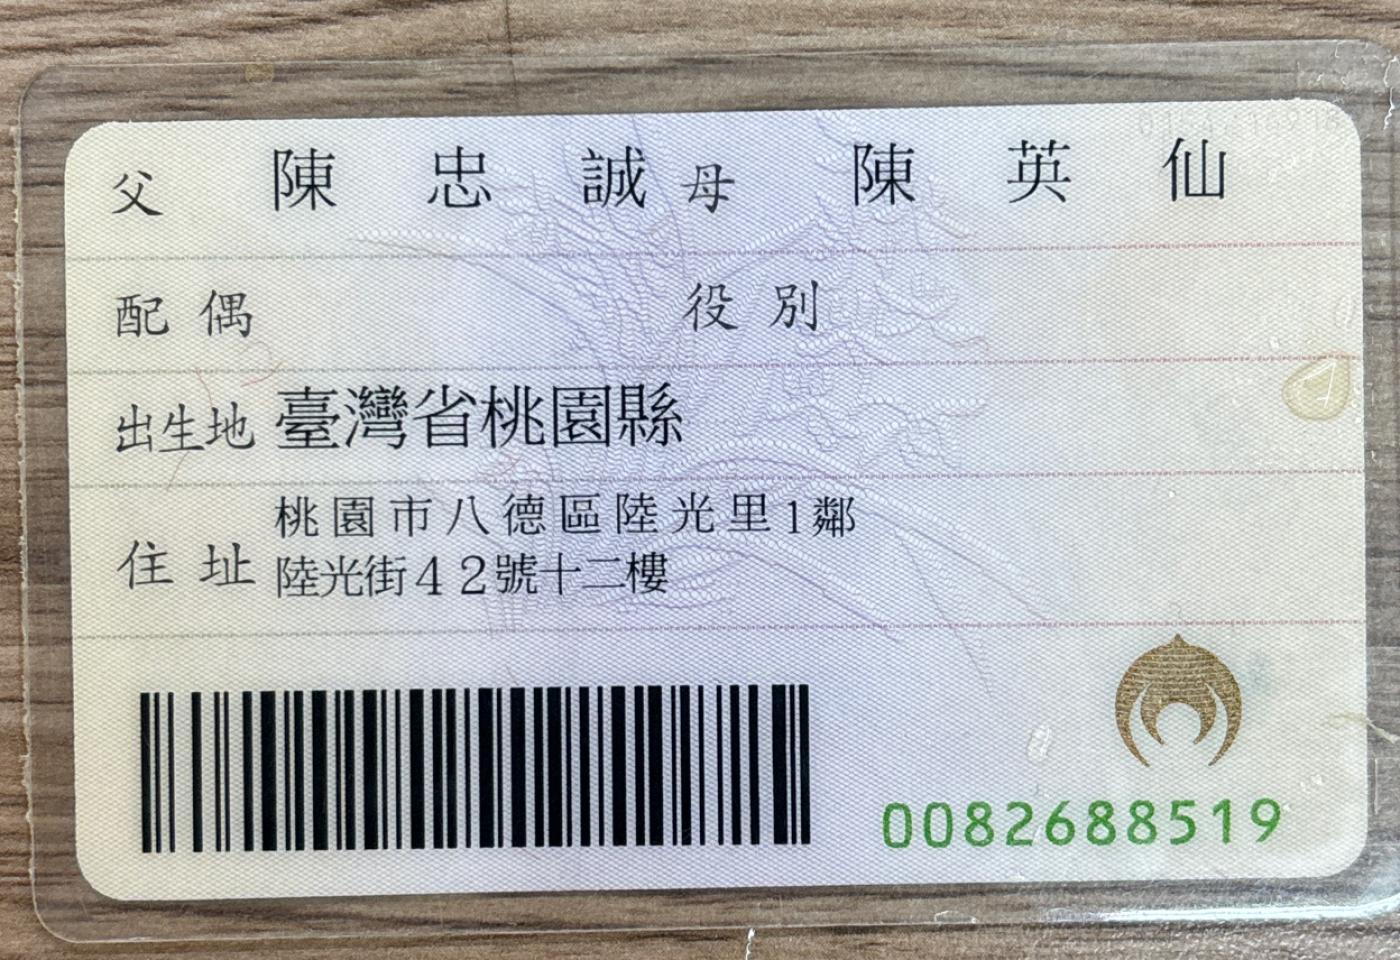 父 陳忠誠 母 陳英仙
配偶 役別
出生地 臺灣省桃園縣
桃園市八德區陸光里1鄰
住址 陸光街42號十二樓
0082688519